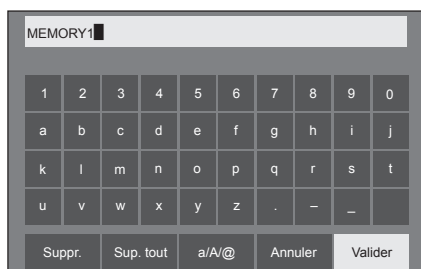 MEMORY1
1 2 3 4 5 6 7 8 9 0
a b c d e f g h i j
k l m n o p q r s t
u v w x y z . – _
Suppr. Sup. tout a/A/@ Annuler Valider